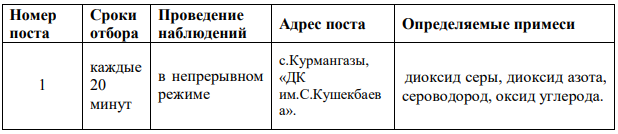 Номер поста
Сроки отбора
Проведение наблюдений
Адрес поста
Определяемые примеси
1
каждые 20 минут
в непрерывном режиме
с.Курмангазы, «ДК им.С.Кушекбаева».
диоксид серы, диоксид азота, сероводород, оксид углерода.